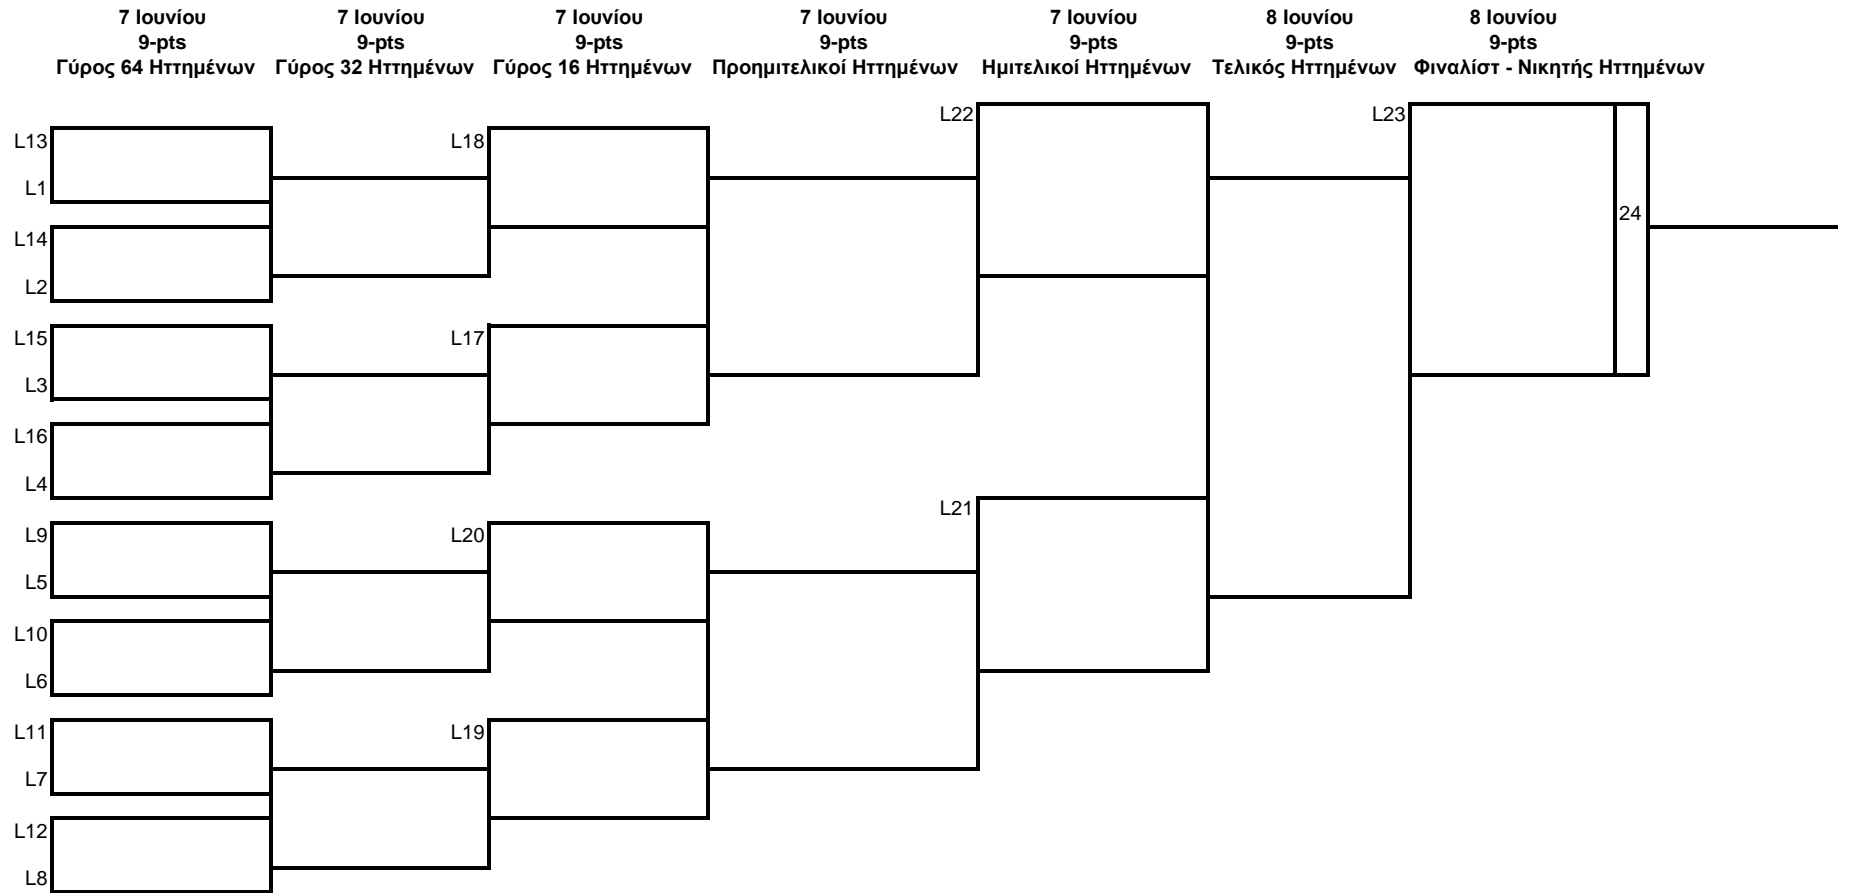 7 Ιουνίου 7 Ιουνίου 7 Ιουνίου 7 Ιουνίου 7 Ιουνίου 8 Ιουνίου 8 Ιουνίου
9-pts 9-pts 9-pts 9-pts 9-pts 9-pts 9-pts
Γύρος 64 Ηττημένων Γύρος 32 Ηττημένων Γύρος 16 Ηττημένων Προημιτελικοί Ηττημένων Ημιτελικοί Ηττημένων Τελικός Ηττημένων Φιναλίστ - Νικητής Ηττημένων
L22 L23
L13 L18
L1
24
L14
L2
L15 L17
L3
L16
L4
L21
L9 L20
L5
L10
L6
L11 L19
L7
L12
L8